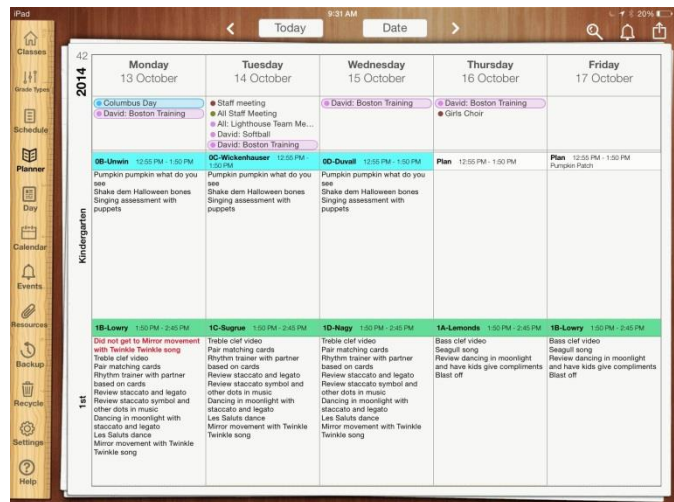 iPad
9:31 AM
20%
Today
Date
Classes
Grade Types
Schedule
Planner
Day
Calendar
Events
Resources
Backup
Recycle
Settings
Help
42
2014
Monday
13 October
Tuesday
14 October
Wednesday
15 October
Thursday
16 October
Friday
17 October
Columbus Day
David: Boston Training
Staff meeting
All Staff Meeting
All: Lighthouse Team Me...
David: Softball
David: Boston Training
David: Boston Training
David: Boston Training
Girls Choir
Kindergarten
0B-Unwin 12:55 PM - 1:50 PM
Pumpkin pumpkin what do you
see
Shake dem Halloween bones
Singing assessment with
puppets
0C-Wickenhauser 12:55 PM -
1:50 PM
Pumpkin pumpkin what do you
see
Shake dem Halloween bones
Singing assessment with
puppets
0D-Duvall 12:55 PM - 1:50 PM
Pumpkin pumpkin what do you
see
Shake dem Halloween bones
Singing assessment with
puppets
Plan 12:55 PM - 1:50 PM
Plan 12:55 PM - 1:50 PM
Pumpkin Patch
1st
1B-Lowry 1:50 PM - 2:45 PM
Did not get to Mirror movement
with Twinkle Twinkle song
Treble clef video
Pair matching cards
Rhythm trainer with partner
based on cards
Review staccato and legato
Review staccato symbol and
other dots in music
Dancing in moonlight with
staccato and legato
Les Saluts dance
Mirror movement with Twinkle
Twinkle song
1C-Sugrue 1:50 PM - 2:45 PM
Treble clef video
Pair matching cards
Rhythm trainer with partner
based on cards
Review staccato and legato
Review staccato symbol and
other dots in music
Dancing in moonlight with
staccato and legato
Les Saluts dance
Mirror movement with Twinkle
Twinkle song
1D-Nagy 1:50 PM - 2:45 PM
Treble clef video
Pair matching cards
Rhythm trainer with partner
based on cards
Review staccato and legato
Review staccato symbol and
other dots in music
Dancing in moonlight with
staccato and legato
Les Saluts dance
Mirror movement with Twinkle
Twinkle song
1A-Lemonds 1:50 PM - 2:45 PM
Bass clef video
Seagull song
Review dancing in moonlight
and have kids give compliments
Blast off
1B-Lowry 1:50 PM - 2:45 PM
Bass clef video
Seagull song
Review dancing in moonlight
and have kids give compliments
Blast off